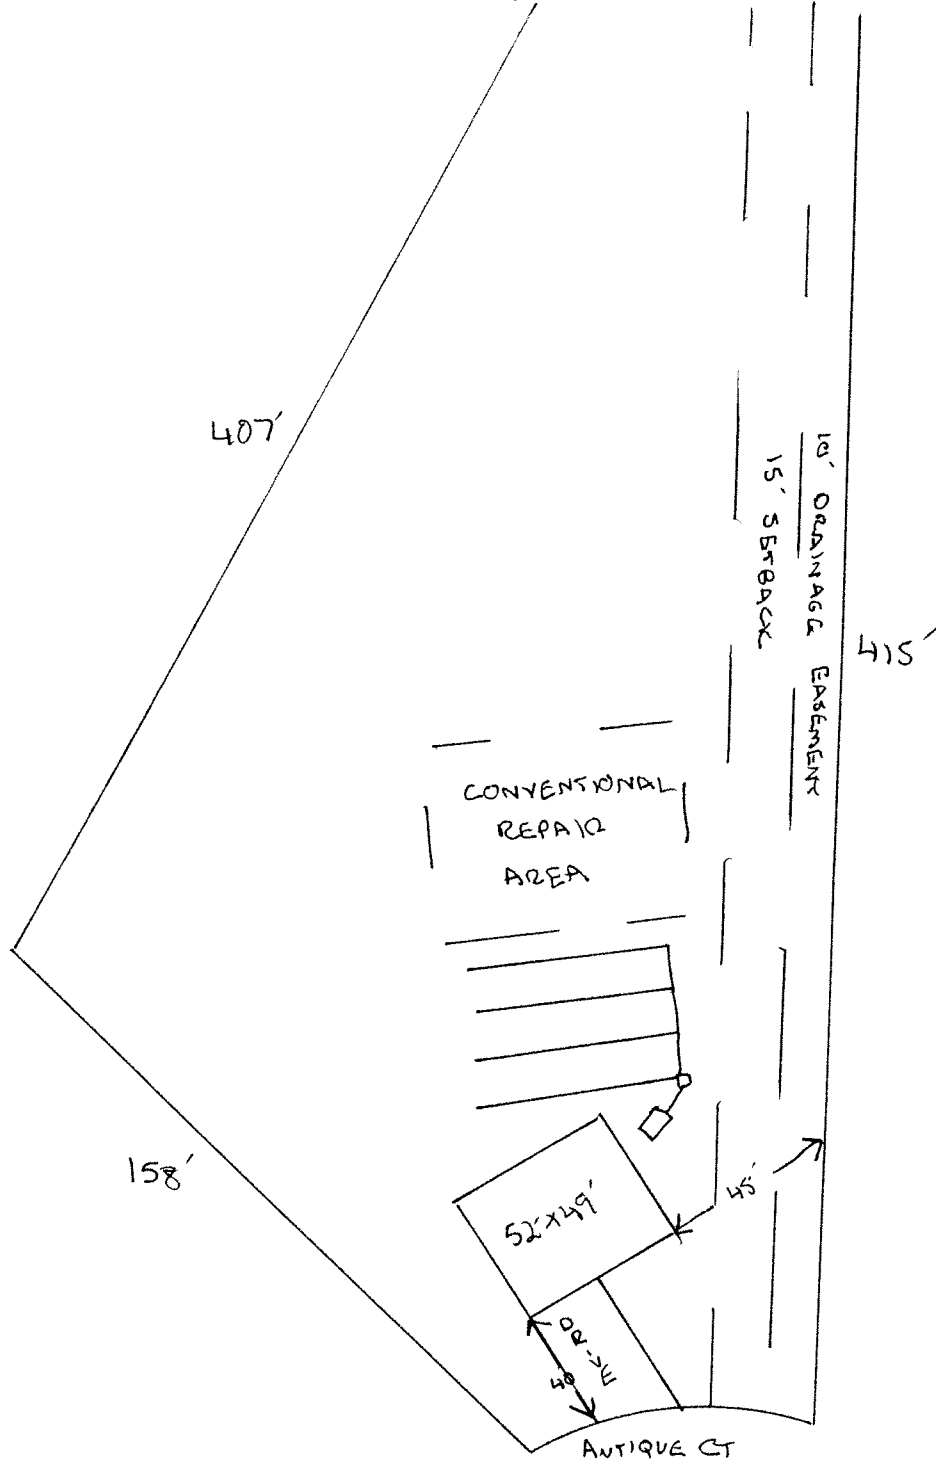 407'
10' DRAINAGE EASEMENT
15' SETBACK
415'
CONVENTIONAL
REPAIR
AREA
158'
52'x49'
45'
DRIVE
40
ANTIQUE CT